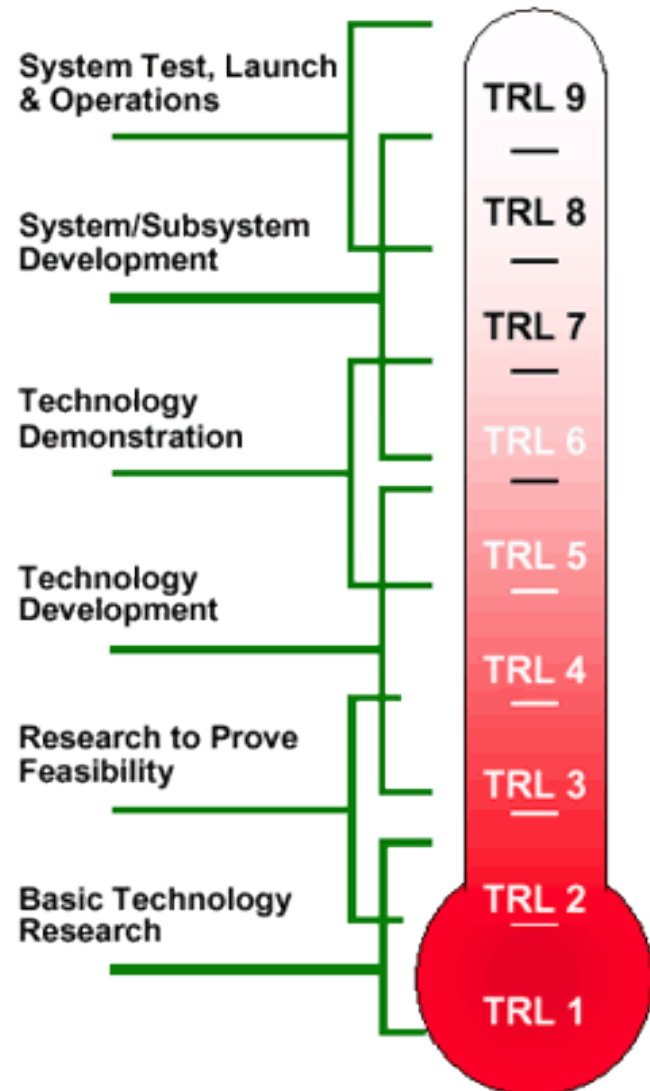 System Test, Launch
& Operations
System/Subsystem
Development
Technology
Demonstration
Technology
Development
Research to Prove
Feasibility
Basic Technology
Research
TRL 9
TRL 8
TRL 7
TRL 6
TRL 5
TRL 4
TRL 3
TRL 2
TRL 1